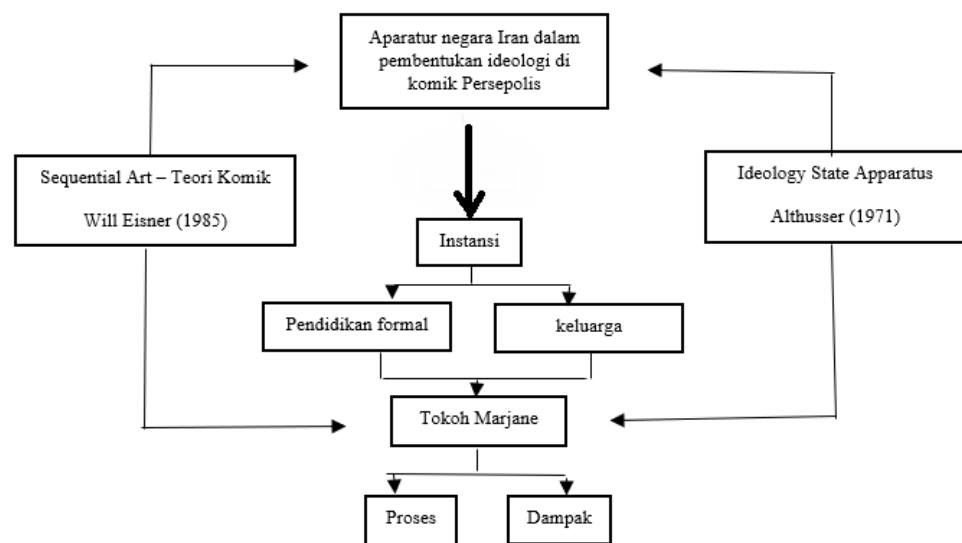 Aparatur negara Iran dalam
pembentukan ideologi di
komik Persepolis
Sequential Art – Teori Komik
Will Eisner (1985)
Ideology State Apparatus
Althusser (1971)
Instansi
Pendidikan formal
keluarga
Tokoh Marjane
Proses
Dampak